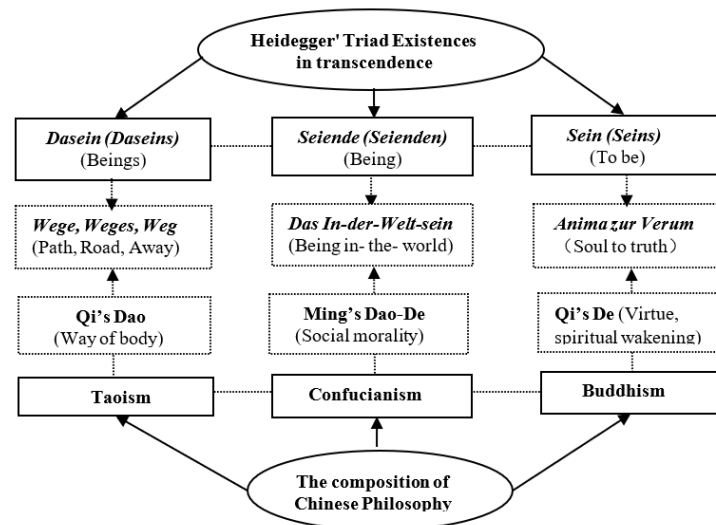 Heidegger' Triad Existences
in transcendence
Dasein (Daseins)
(Beings)
Seiende (Seienden)
(Being)
Sein (Seins)
(To be)
Wege, Weges, Weg
(Path, Road, Away)
Das In-der-Welt-sein
(Being in- the- world)
Anima zur Verum
（Soul to truth）
Qi's Dao
(Way of body)
Ming's Dao-De
(Social morality)
Qi's De (Virtue,
spiritual wakening)
Taoism
Confucianism
Buddhism
The composition of
Chinese Philosophy